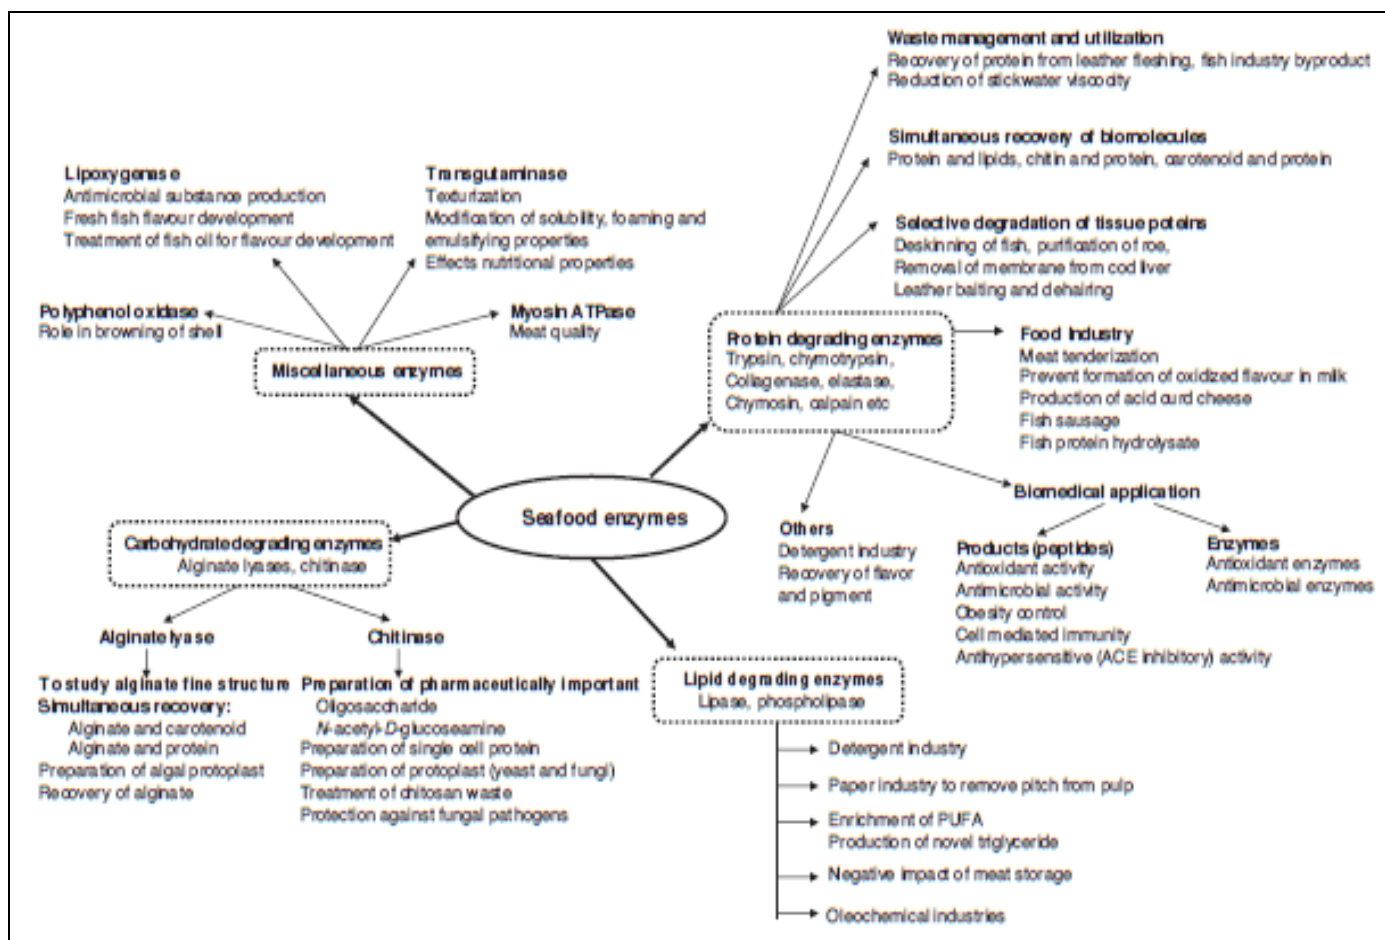 Waste management and utilization
Recovery of protein from leather fleshing, fish industry byproduct
Reduction of stickwater viscocity
Simultaneous recovery of biomolecules
Protein and lipids, chitin and protein, carotenoid and protein
Selective degradation of tissue poteins
Deskinning of fish, purification of roe,
Removal of membrane from cod liver
Leather baiting and dehairing
Lipoxygenase
Antimicrobial substance production
Fresh fish flavour development
Treatment of fish oil for flavour development
Transgutaminase
Texturization
Modification of solubility, foaming and
emulsifying properties
Effects nutritional properties
Polyphenol oxidase
Role in browning of shell
Myosin ATPase
Meat quality
Miscellaneous enzymes
Protein degrading enzymes
Trypsin, chymotrypsin,
Collagenase, elastase,
Chymosin, calpain etc
Food Industry
Meat tenderization
Prevent formation of oxidized flavour in milk
Production of acid curd cheese
Fish sausage
Fish protein hydrolysate
Seafood enzymes
Biomedical application
Others
Detergent industry
Recovery of flavor
and pigment
Products (peptides)
Antioxidant activity
Antimicrobial activity
Obesity control
Cell mediated immunity
Antihypersensitive (ACE inhibitory) activity
Enzymes
Antioxidant enzymes
Antimicrobial enzymes
Carbohydrate degrading enzymes
Alginate lyases, chitinase
Alginate lyase
To study alginate fine structure
Simultaneous recovery:
Alginate and carotenoid
Alginate and protein
Preparation of algal protoplast
Recovery of alginate
Chitinase
Preparation of pharmaceutically important
Oligosaccharide
N-acetyl-D-glucoseamine
Preparation of single cell protein
Preparation of protoplast (yeast and fungi)
Treatment of chitosan waste
Protection against fungal pathogens
Lipid degrading enzymes
Lipase, phospholipase
Detergent industry
Paper industry to remove pitch from pulp
Enrichment of PUFA
Production of novel triglyceride
Negative impact of meat storage
Oleochemical industries